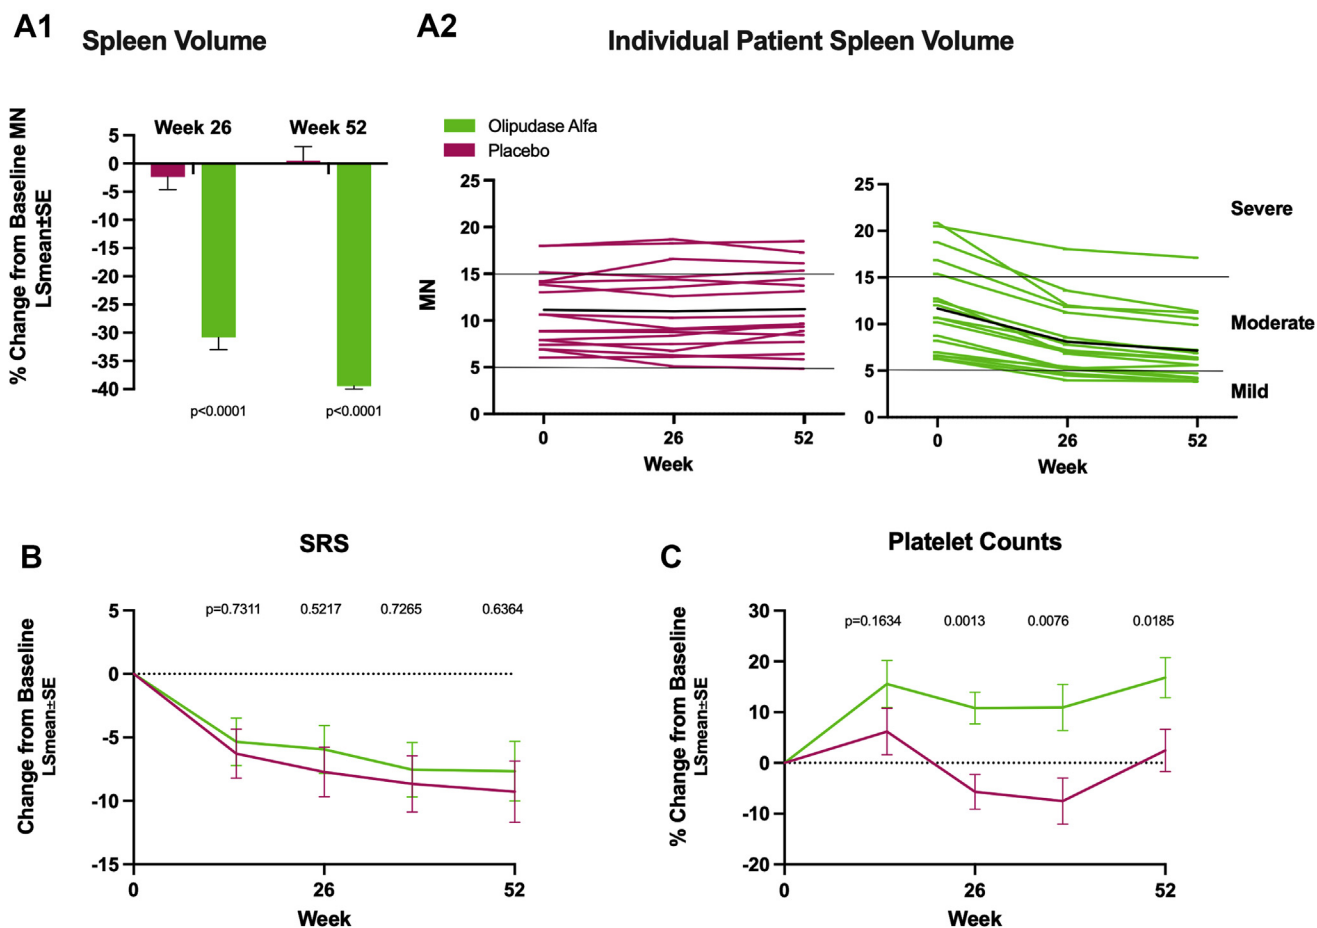 A1
Spleen Volume
% Change from Baseline MN
LSmean±SE
Week 26
Week 52
5
0
-5
-10
-15
-20
-25
-30
-35
-40
p<0.0001
p<0.0001
A2
Individual Patient Spleen Volume
Olipudase Alfa
Placebo
MN
25
20
15
10
5
0
0
26
52
Week
25
20
15
10
5
0
0
26
52
Week
Severe
Moderate
Mild
B
SRS
Change from Baseline
LSmean±SE
p=0.7311
0.5217
0.7265
0.6364
5
0
-5
-10
-15
0
26
52
Week
C
Platelet Counts
% Change from Baseline
LSmean±SE
p=0.1634
0.0013
0.0076
0.0185
30
20
10
0
-10
-20
0
26
52
Week